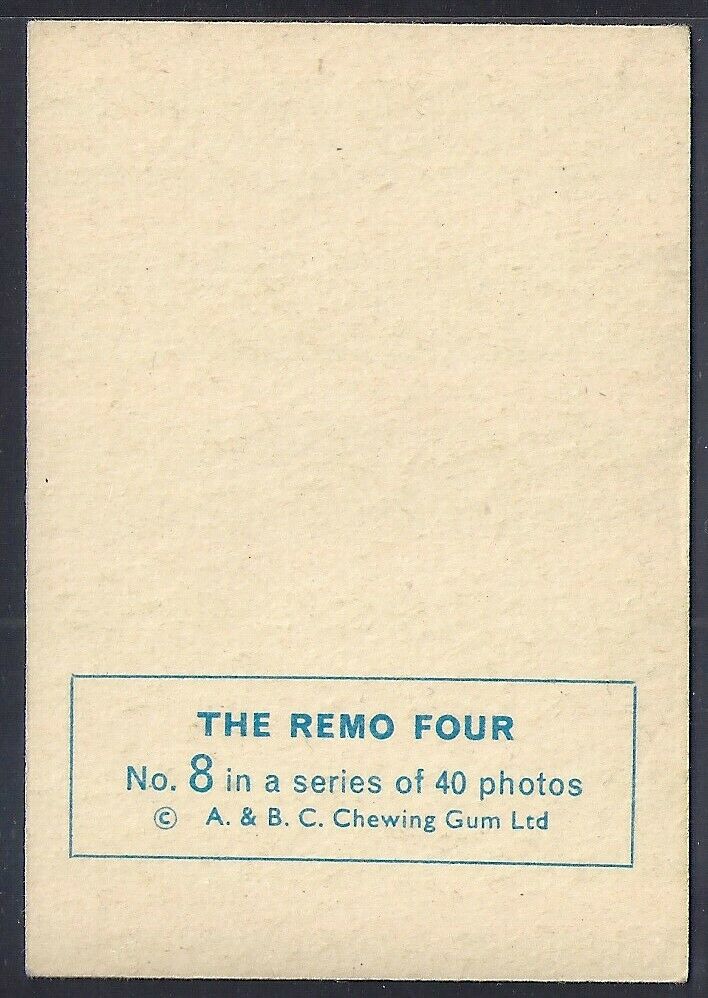 THE REMO FOUR
No. 8 in a series of 40 photos
© A. & B. C. Chewing Gum Ltd